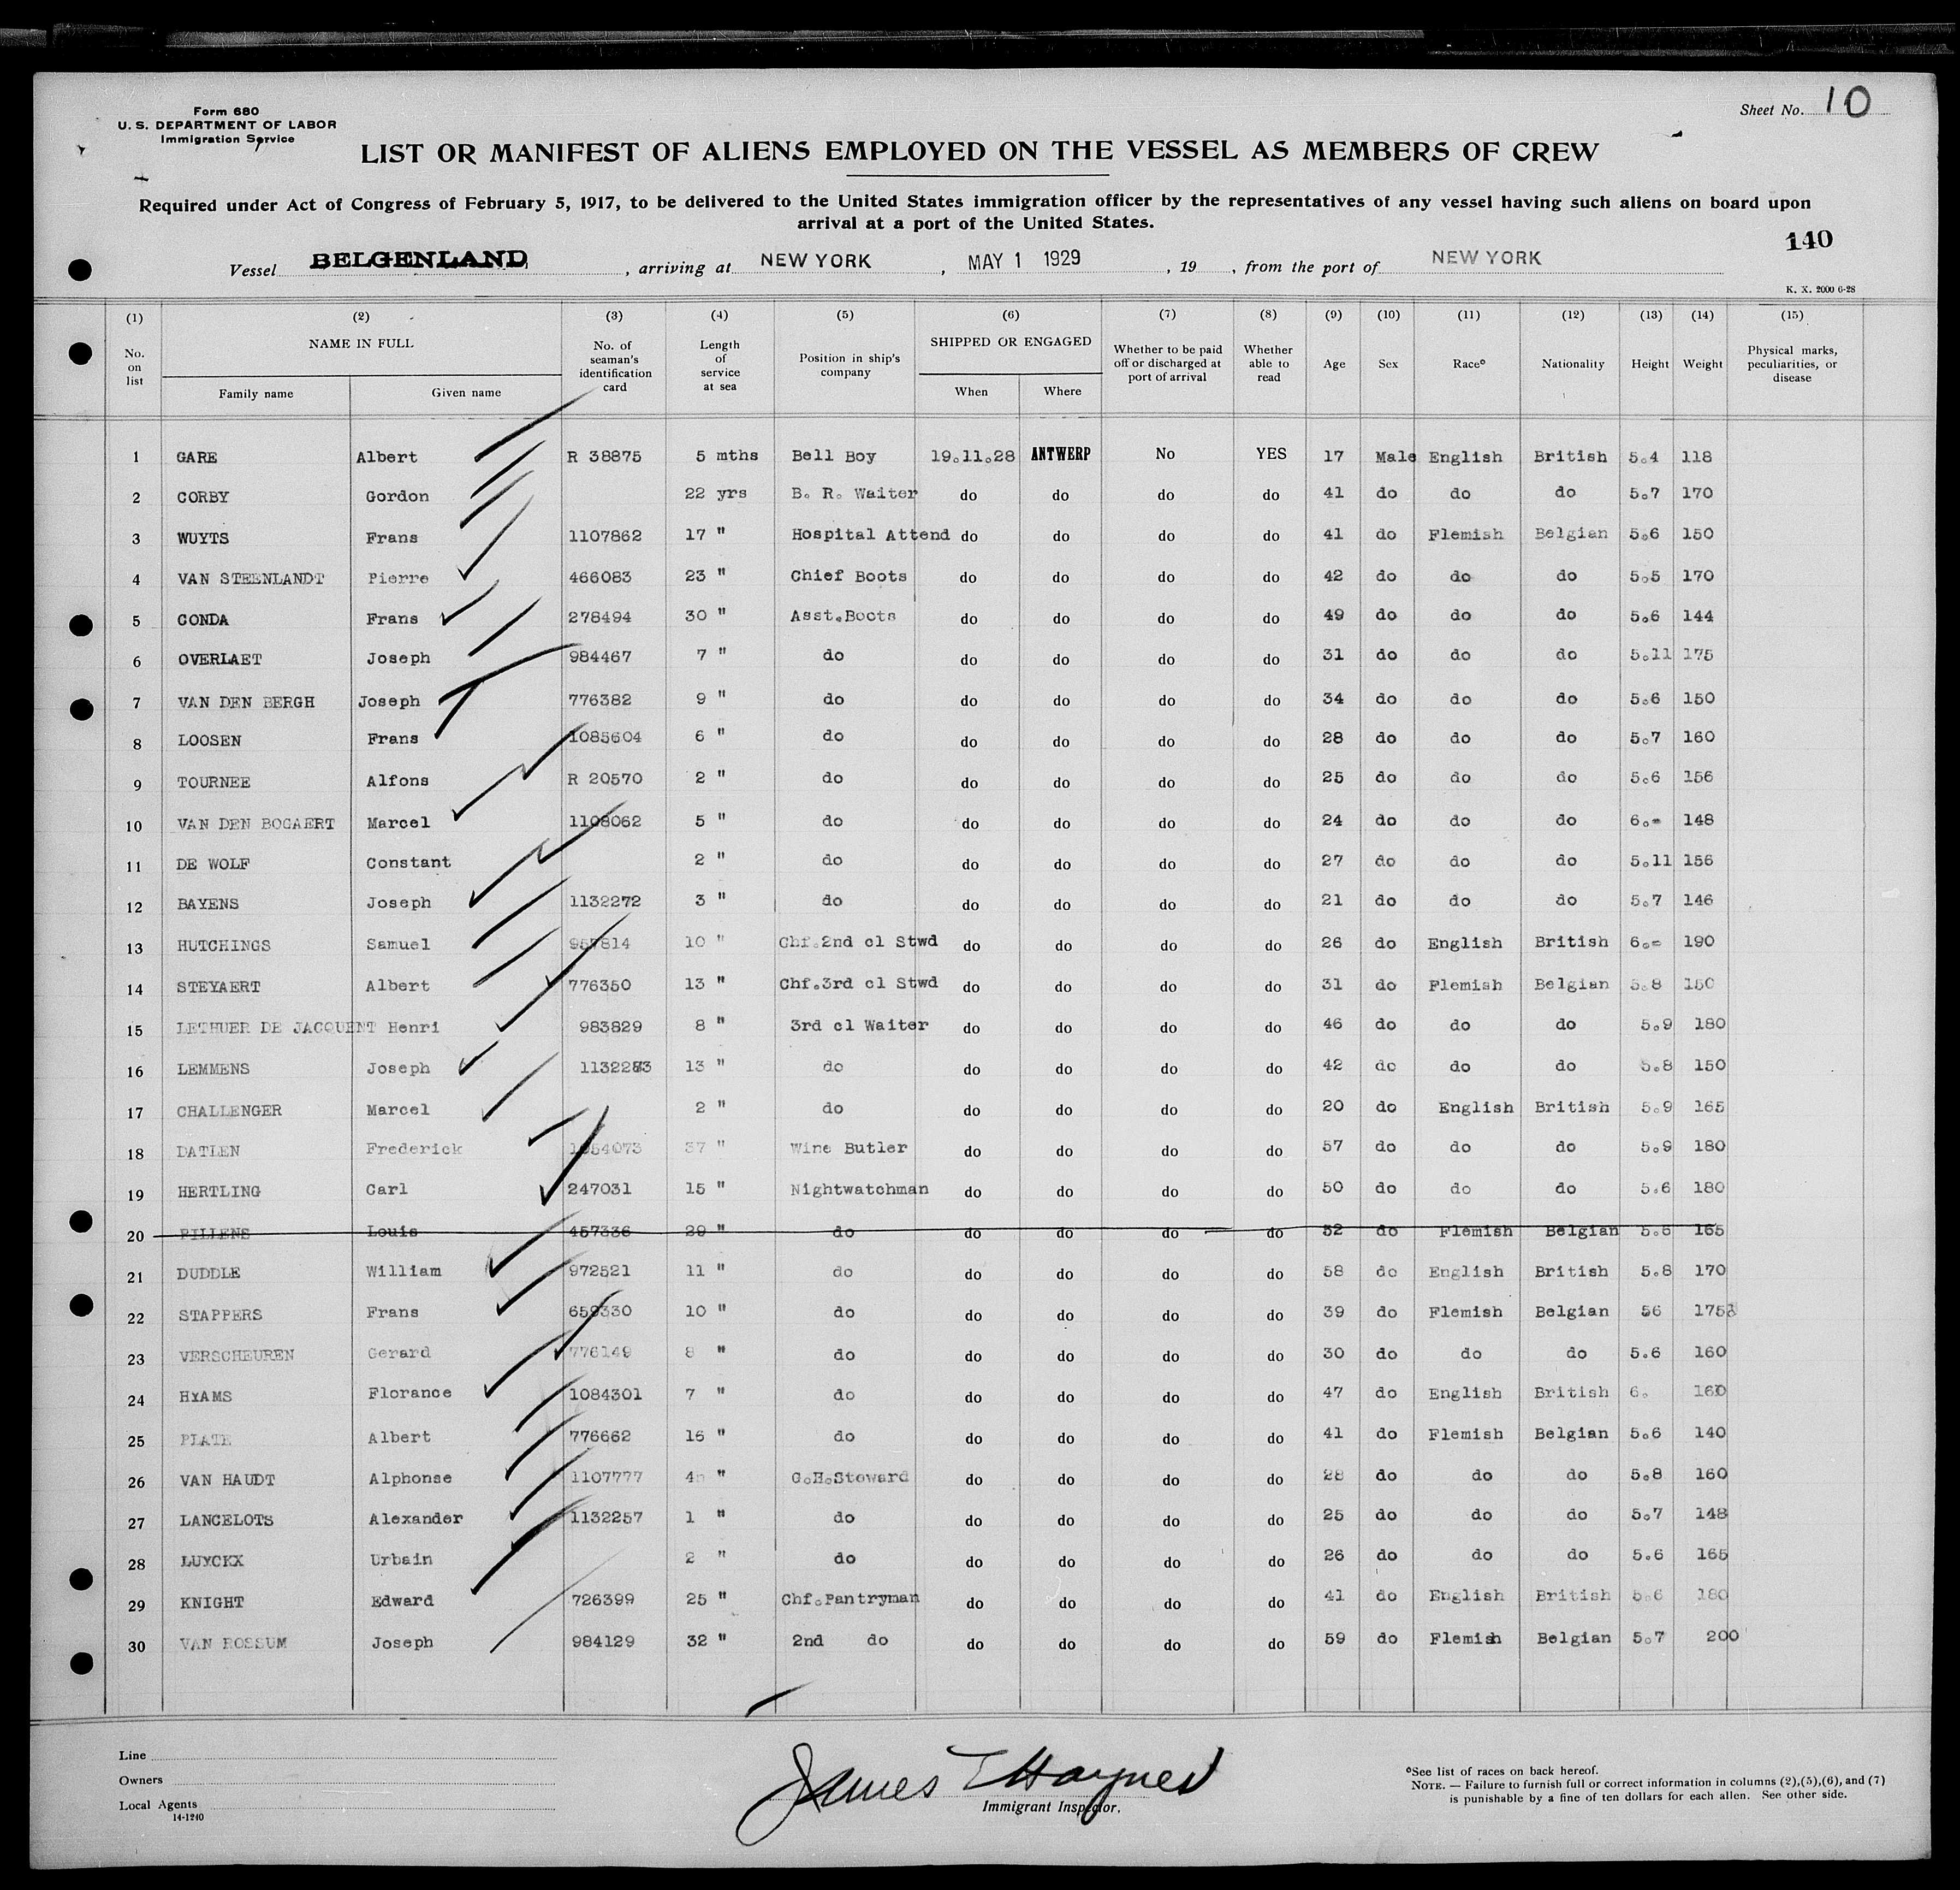 Form 680
U. S. DEPARTMENT OF LABOR
Immigration Service
Sheet No. 10
LIST OR MANIFEST OF ALIENS EMPLOYED ON THE VESSEL AS MEMBERS OF CREW
Required under Act of Congress of February 5, 1917, to be delivered to the United States immigration officer by the representatives of any vessel having such aliens on board upon
arrival at a port of the United States.
140
Vessel BELGENLAND, arriving at NEW YORK, MAY 1 1929, 19 , from the port of NEW YORK
K. X. 2000 6-28
(1) (2) (3) (4) (5) (6) (7) (8) (9) (10) (11) (12) (13) (14) (15)
No. on list NAME IN FULL Family name Given name No. of seaman's identification card Length of service at sea Position in ship's company SHIPPED OR ENGAGED When Where Whether to be paid off or discharged at port of arrival Whether able to read Age Sex Race° Nationality Height Weight Physical marks, peculiarities, or disease
1 GARE Albert R 38875 5 mths Bell Boy 19.11.28 ANTWERP No YES 17 Male English British 5.4 118
2 CORBY Gordon 22 yrs B. R. Waiter do do do do 41 do do do 5.7 170
3 WUYTS Frans 1107862 17 " Hospital Attend do do do do 41 do Flemish Belgian 5.6 150
4 VAN STEENLANDT Pierre 466083 23 " Chief Boots do do do do 42 do do do 5.5 170
5 CONDA Frans 278494 30 " Asst.Boots do do do do 49 do do do 5.6 144
6 OVERLAET Joseph 984467 7 " do do do do do 31 do do do 5.11 175
7 VAN DEN BERGH Joseph 776382 9 " do do do do do 34 do do do 5.6 150
8 LOOSEN Frans 1085604 6 " do do do do do 28 do do do 5.7 160
9 TOURNEE Alfons R 20570 2 " do do do do do 25 do do do 5.6 156
10 VAN DEN BOGAERT Marcel 1108062 5 " do do do do do 24 do do do 6.- 148
11 DE WOLF Constant 2 " do do do do do 27 do do do 5.11 156
12 BAYENS Joseph 1132272 3 " do do do do do 21 do do do 5.7 146
13 HUTCHINGS Samuel 957814 10 " Chf.2nd cl Stwd do do do do 26 do English British 6.- 190
14 STEYAERT Albert 776350 13 " Chf.3rd cl Stwd do do do do 31 do Flemish Belgian 5.8 150
15 LETHUER DE JACQUENT Henri 983829 8 " 3rd cl Waiter do do do do 46 do do do 5.9 180
16 LEMMENS Joseph 13 " do do do do do 42 do do do 5.8 150
17 CHALLENGER Marcel 2 " do do do do do 20 do English British 5.9 165
18 DATLEN Frederick 37 " Wine Butler do do do do 57 do do do 5.9 180
19 HERTLING Carl 247031 15 " Nightwatchman do do do do 50 do do do 5.6 180
20 PILLENS Louis 457336 29 " do do do do do 52 do Flemish Belgian 5.6 165
21 DUDDLE William 972521 11 " do do do do do 58 do English British 5.8 170
22 STAPPERS Frans 659330 10 " do do do do do 39 do Flemish Belgian 56 175
23 VERSCHEUREN Gerard 776149 8 " do do do do do 30 do do do 5.6 160
24 HYAMS Florance 1084301 7 " do do do do do 47 do English British 6. 160
25 PLATE Albert 776662 16 " do do do do do 41 do Flemish Belgian 5.6 140
26 VAN HAUDT Alphonse 1107777 4 " G.H.Steward do do do do 28 do do do 5.8 160
27 LANCELOTS Alexander 1132257 1 " do do do do do 25 do do do 5.7 148
28 LUYCKX Urbain 2 " do do do do do 26 do do do 5.6 165
29 KNIGHT Edward 726399 25 " Chf.Pantryman do do do do 41 do English British 5.6 180
30 VAN ROSSUM Joseph 984129 32 " 2nd do do do do do 59 do Flemish Belgian 5.7 200
Line
Owners
Local Agents
14-1240
James T Haynes
Immigrant Inspector.
°See list of races on back hereof.
NOTE. — Failure to furnish full or correct information in columns (2),(5),(6), and (7)
is punishable by a fine of ten dollars for each alien. See other side.